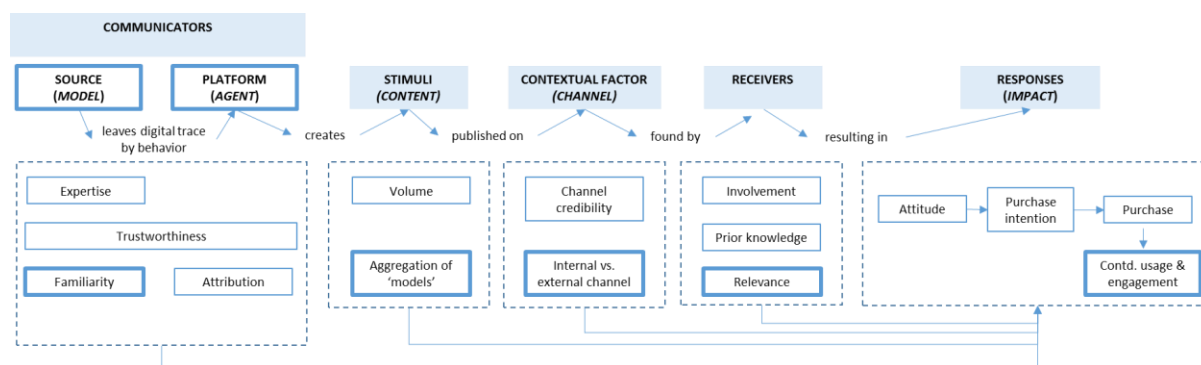 COMMUNICATORS
SOURCE
(MODEL)
PLATFORM
(AGENT)
STIMULI
(CONTENT)
CONTEXTUAL FACTOR
(CHANNEL)
RECEIVERS
RESPONSES
(IMPACT)
leaves digital trace
by behavior
creates
published on
found by
resulting in
Expertise
Trustworthiness
Familiarity
Attribution
Volume
Aggregation of
‘models’
Channel
credibility
Internal vs.
external channel
Involvement
Prior knowledge
Relevance
Attitude
Purchase
intention
Purchase
Contd. usage &
engagement